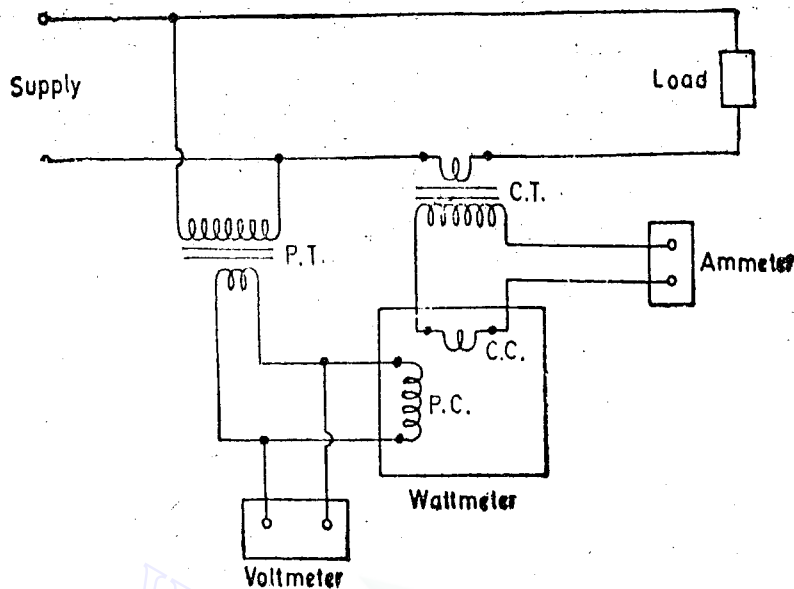 Supply
Load
C.T.
P.T.
Ammeter
C.C.
P.C.
Wattmeter
Voltmeter